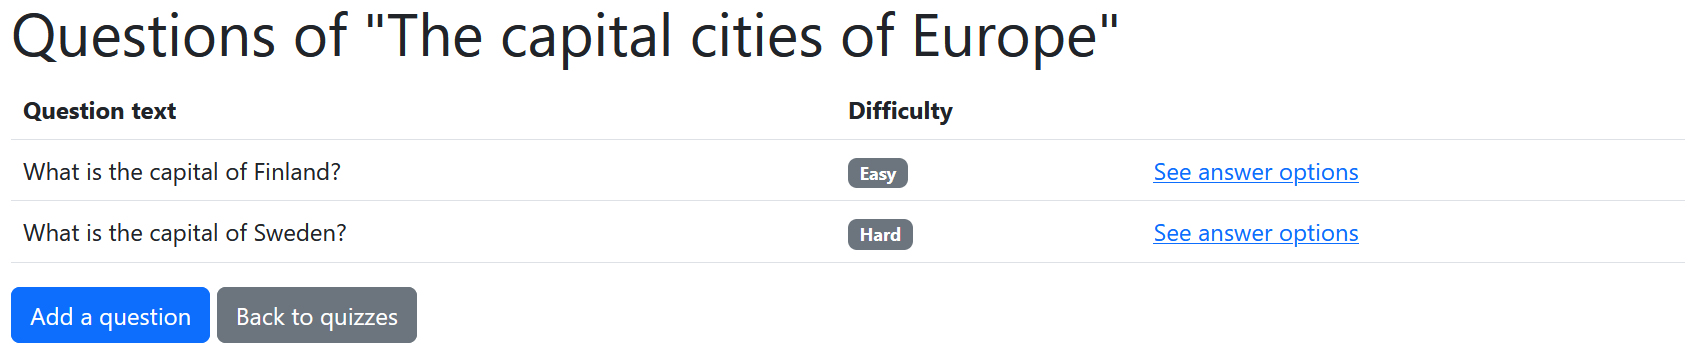 Questions of "The capital cities of Europe"
Question text Difficulty
What is the capital of Finland? Easy See answer options
What is the capital of Sweden? Hard See answer options
Add a question Back to quizzes